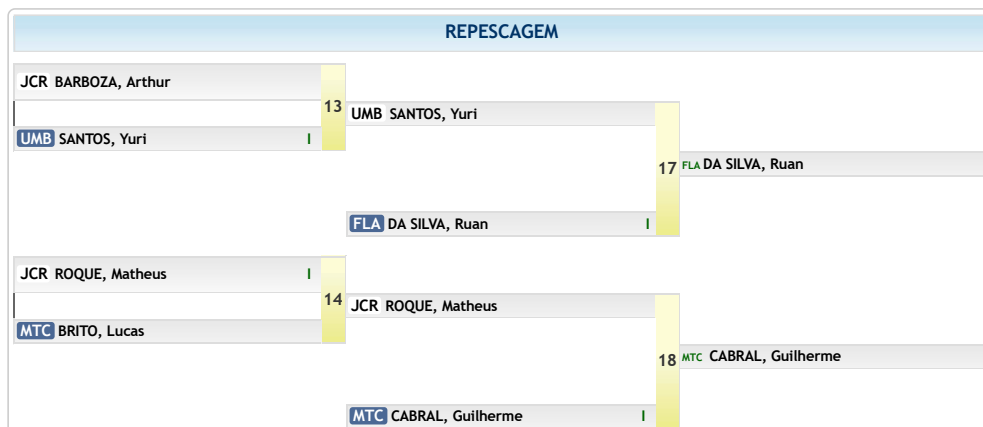 REPESCAGEM
JCR BARBOZA, Arthur
13
UMB SANTOS, Yuri I
UMB SANTOS, Yuri
17
FLA DA SILVA, Ruan
FLA DA SILVA, Ruan I
JCR ROQUE, Matheus I
14
MTC BRITO, Lucas
JCR ROQUE, Matheus
18
MTC CABRAL, Guilherme
MTC CABRAL, Guilherme I